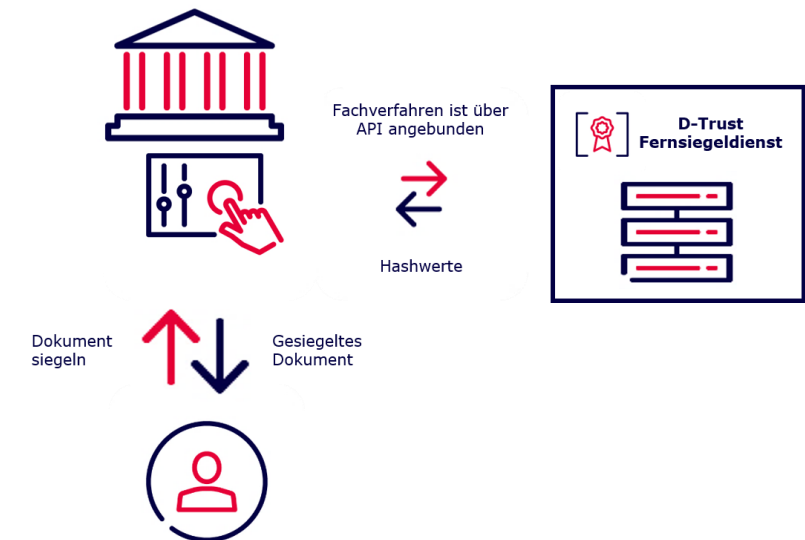 Fachverfahren ist über
API angebunden
D-Trust
Fernsiegeldienst
Hashwerte
Dokument
siegeln
Gesiegeltes
Dokument